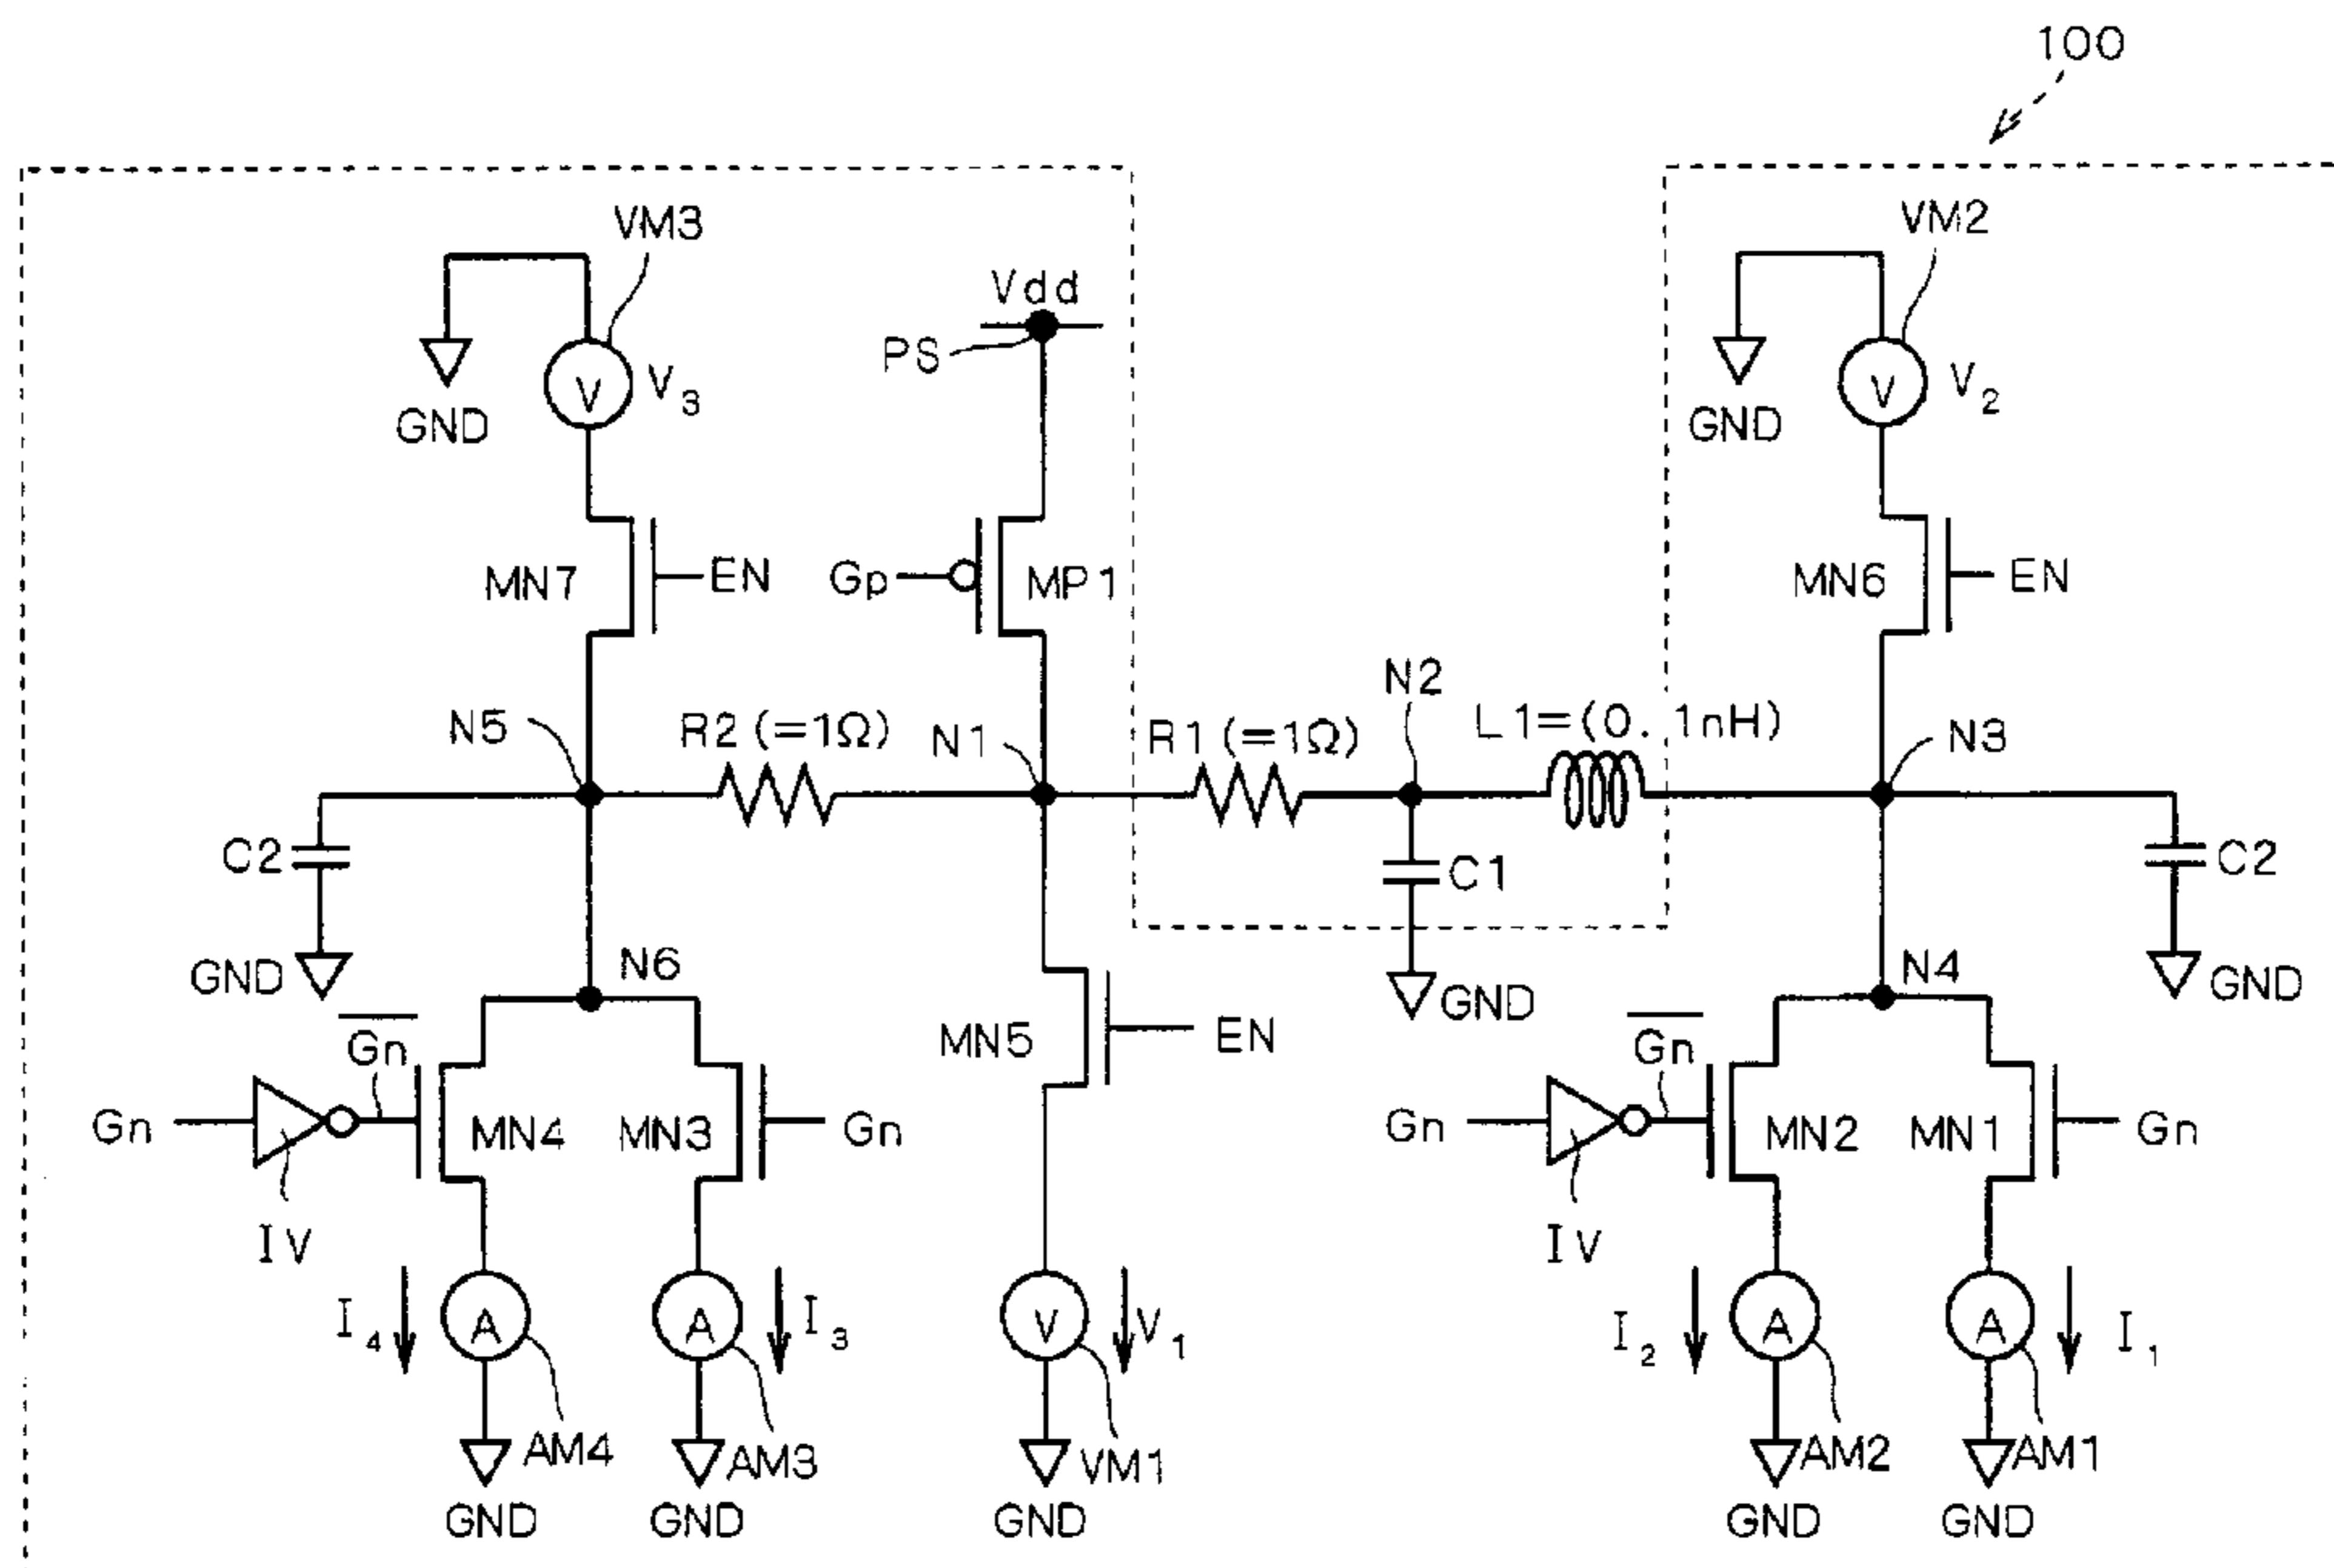 100
VM3
VM2
Vdd
PS
V3
V2
GND
GND
MN7
EN
Gp
MP1
MN6
EN
N2
N5
R2 (=1Ω)
N1
R1 (=1Ω)
L1=(0. 1nH)
N3
C2
C1
C2
GND
N6
GND
N4
GND
Gn
MN5
EN
Gn
Gn
MN4
MN3
Gn
Gn
MN2
MN1
Gn
IV
IV
I4
A
A
I3
V
V1
I2
A
A
I1
V
V
AM4
AM3
VM1
AM2
AM1
GND
GND
GND
GND
GND